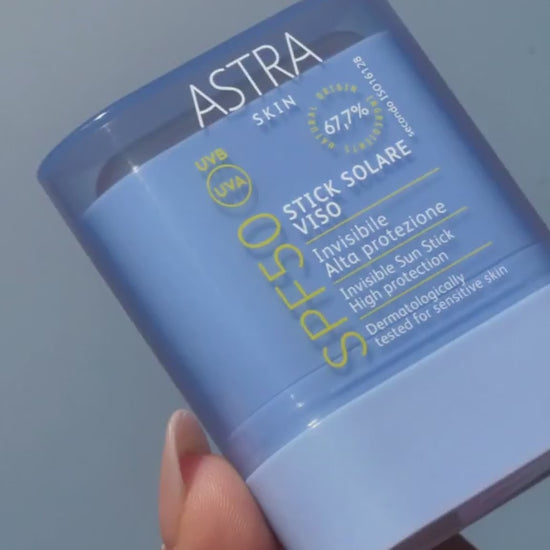 ASTRA
SKIN
NATURAL ORIGIN INGREDIENTS
67,7%
secondo ISO16128
UVB
UVA
SPF50
STICK SOLARE
VISO
Invisibile
Alta protezione
Invisible Sun Stick
High protection
Dermatologically
tested for sensitive skin